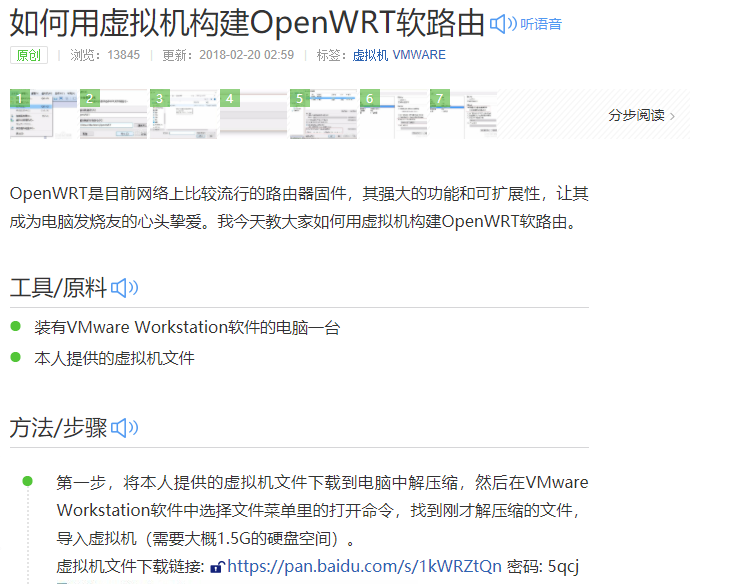 如何用虚拟机构建OpenWRT软路由 听语音
原创 | 浏览：13845 | 更新：2018-02-20 02:59 | 标签：虚拟机 VMWARE
1 2 3 4 5 6 7
分步阅读
OpenWRT是目前网络上比较流行的路由器固件，其强大的功能和可扩展性，让其
成为电脑发烧友的心头挚爱。我今天教大家如何用虚拟机构建OpenWRT软路由。
工具/原料
装有VMware Workstation软件的电脑一台
本人提供的虚拟机文件
方法/步骤
第一步，将本人提供的虚拟机文件下载到电脑中解压缩，然后在VMware
Workstation软件中选择文件菜单里的打开命令，找到刚才解压缩的文件，
导入虚拟机（需要大概1.5G的硬盘空间）。
虚拟机文件下载链接: https://pan.baidu.com/s/1kWRZtQn 密码: 5qcj